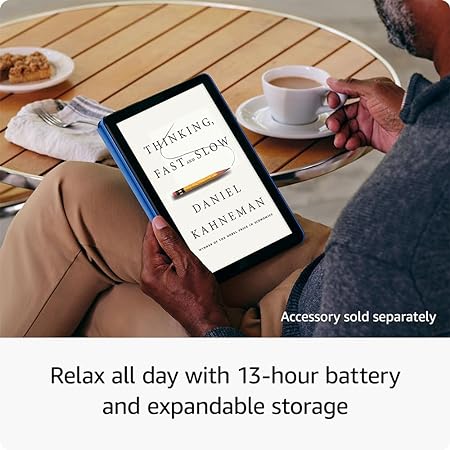 THINKING,
FAST AND SLOW
DANIEL
KAHNEMAN
WINNER OF THE NOBEL PRIZE IN ECONOMICS
Accessory sold separately
Relax all day with 13-hour battery
and expandable storage